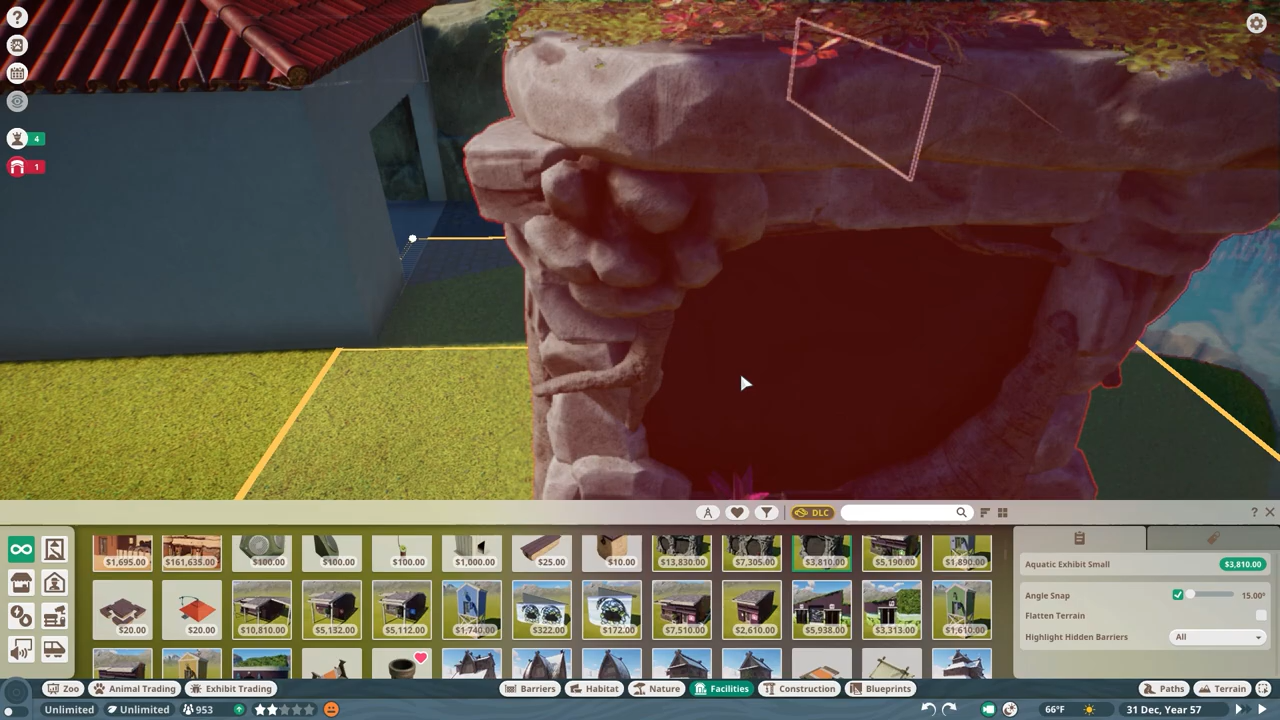 ?
4
1
DLC
? ×
$1,695.00 $161,635.00 $100.00 $100.00 $100.00 $1,000.00 $25.00 $10.00 $13,830.00 $7,305.00 $3,810.00 $5,190.00 $1,890.00
$20.00 $20.00 $10,810.00 $5,132.00 $5,112.00 $1,740.00 $322.00 $172.00 $7,510.00 $2,610.00 $5,938.00 $3,313.00 $1,610.00
Aquatic Exhibit Small $3,810.00
Angle Snap 15.00°
Flatten Terrain
Highlight Hidden Barriers All
Zoo Animal Trading Exhibit Trading Barriers Habitat Nature Facilities Construction Blueprints Paths Terrain
Unlimited Unlimited 953 66°F 31 Dec, Year 57